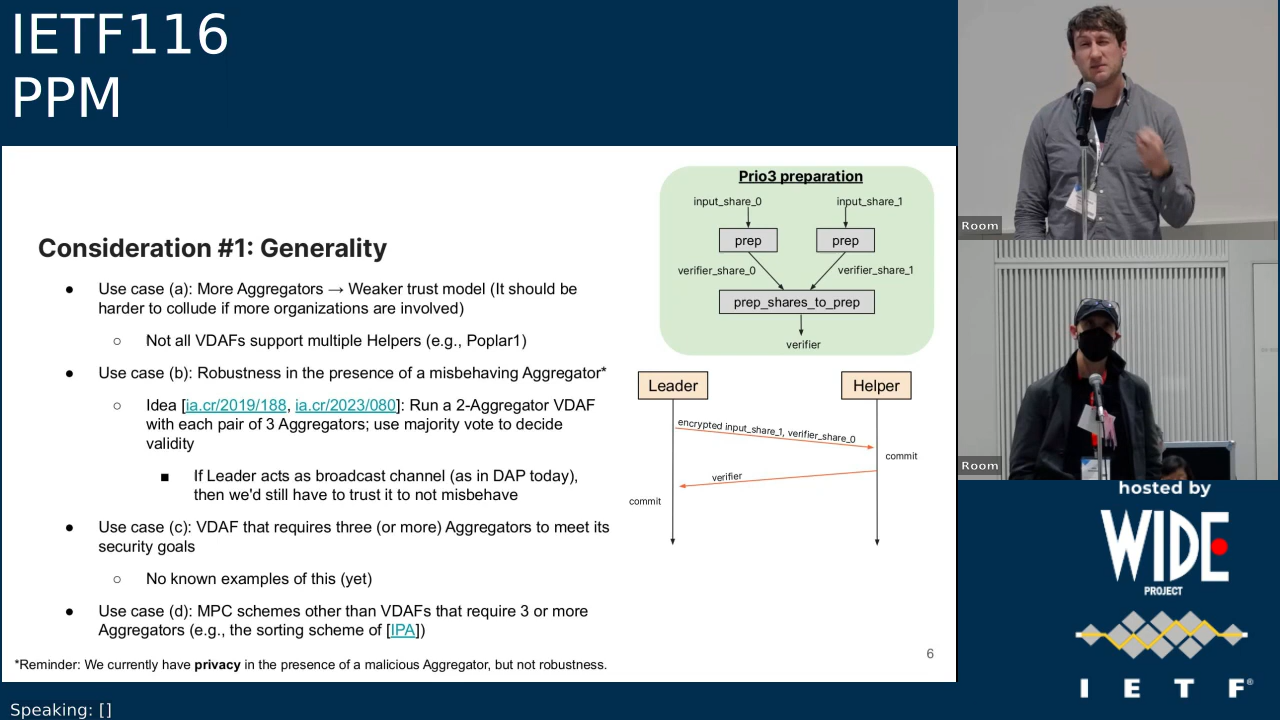 IETF116
PPM
Consideration #1: Generality
● Use case (a): More Aggregators → Weaker trust model (It should be
harder to collude if more organizations are involved)
○ Not all VDAFs support multiple Helpers (e.g., Poplar1)
● Use case (b): Robustness in the presence of a misbehaving Aggregator*
○ Idea [ia.cr/2019/188, ia.cr/2023/080]: Run a 2-Aggregator VDAF
with each pair of 3 Aggregators; use majority vote to decide
validity
■ If Leader acts as broadcast channel (as in DAP today),
then we'd still have to trust it to not misbehave
● Use case (c): VDAF that requires three (or more) Aggregators to meet its
security goals
○ No known examples of this (yet)
● Use case (d): MPC schemes other than VDAFs that require 3 or more
Aggregators (e.g., the sorting scheme of [IPA])
*Reminder: We currently have privacy in the presence of a malicious Aggregator, but not robustness.
6
Prio3 preparation
input_share_0 input_share_1
prep prep
verifier_share_0 verifier_share_1
prep_shares_to_prep
verifier
Leader Helper
encrypted input_share_1, verifier_share_0
commit
verifier
commit
Room
Room
hosted by
WIDE
PROJECT
I E T F®
Speaking: []